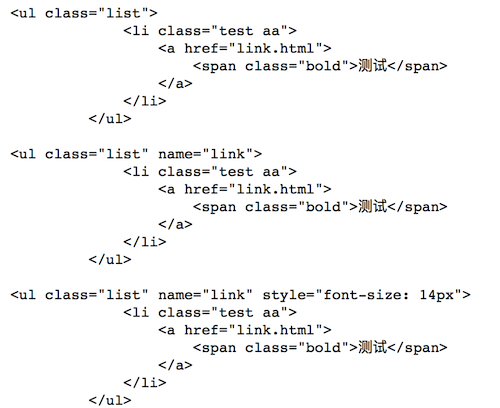 <ul class="list">
<li class="test aa">
<a href="link.html">
<span class="bold">测试</span>
</a>
</li>
</ul>
<ul class="list" name="link">
<li class="test aa">
<a href="link.html">
<span class="bold">测试</span>
</a>
</li>
</ul>
<ul class="list" name="link" style="font-size: 14px">
<li class="test aa">
<a href="link.html">
<span class="bold">测试</span>
</a>
</li>
</ul>